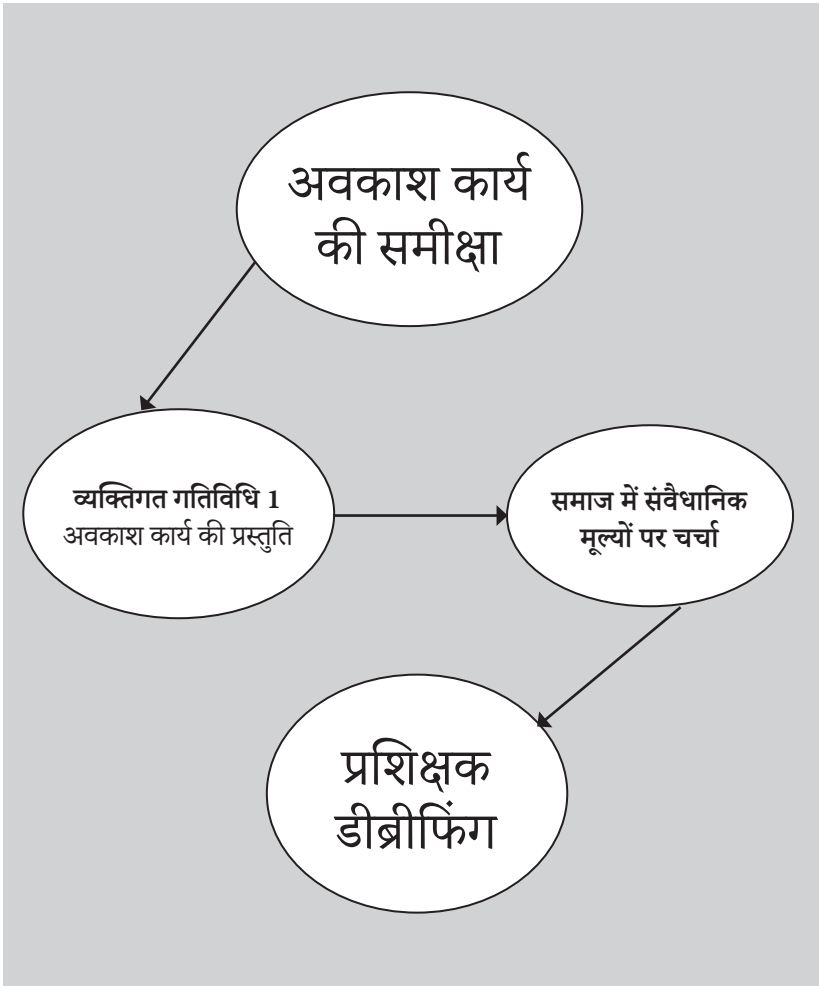 अवकाश कार्य
की समीक्षा
व्यक्तिगत गतिविधि 1
अवकाश कार्य की प्रस्तुति
समाज में संवैधानिक
मूल्यों पर चर्चा
प्रशिक्षक
डीब्रीफिंग